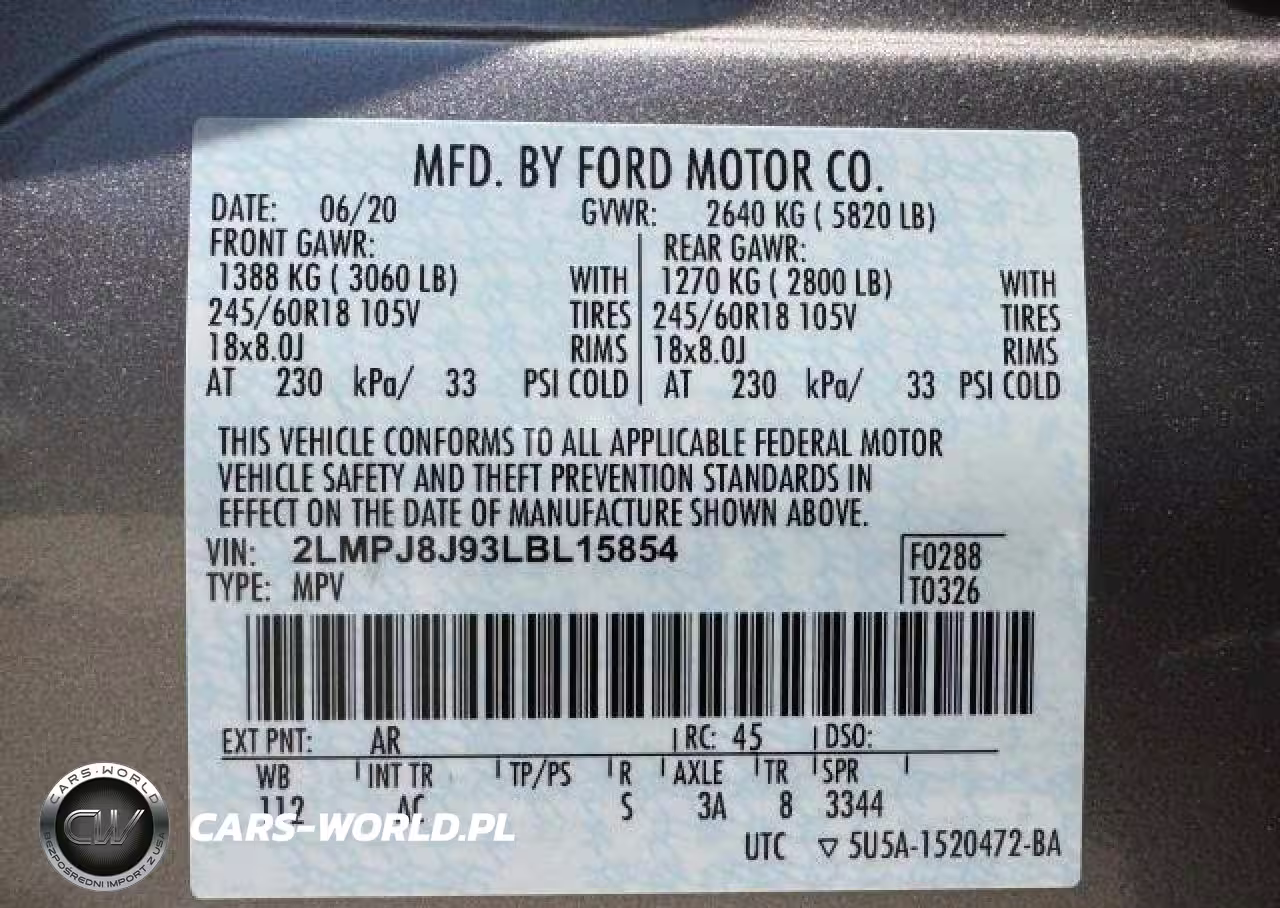 MFD. BY FORD MOTOR CO.
DATE: 06/20 GVWR: 2640 KG ( 5820 LB)
FRONT GAWR: REAR GAWR:
1388 KG ( 3060 LB) WITH 1270 KG ( 2800 LB) WITH
245/60R18 105V TIRES 245/60R18 105V TIRES
18x8.0J RIMS 18x8.0J RIMS
AT 230 kPa/ 33 PSI COLD AT 230 kPa/ 33 PSI COLD
THIS VEHICLE CONFORMS TO ALL APPLICABLE FEDERAL MOTOR
VEHICLE SAFETY AND THEFT PREVENTION STANDARDS IN
EFFECT ON THE DATE OF MANUFACTURE SHOWN ABOVE.
VIN: 2LMPJ8J93LBL15854 F0288
TYPE: MPV T0326
EXT PNT: AR RC: 45 DSO:
WB INT TR TP/PS R AXLE TR SPR
112 AC S 3A 8 3344
UTC ▽ 5U5A-1520472-BA
CARS-WORLD
CW
BEZPOŚREDNI IMPORT Z USA
CARS-WORLD.PL